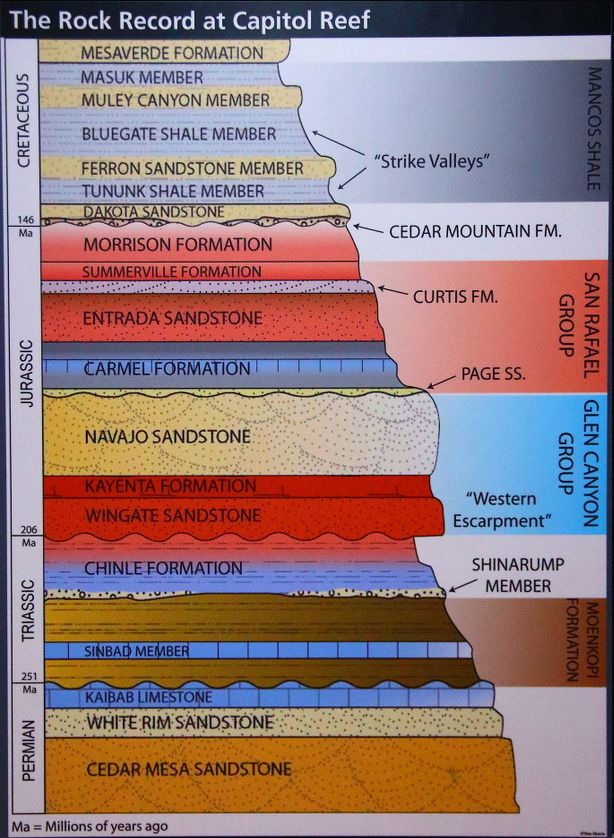 The Rock Record at Capitol Reef
MESAVERDE FORMATION
MASUK MEMBER
MULEY CANYON MEMBER
BLUEGATE SHALE MEMBER
FERRON SANDSTONE MEMBER
TUNUNK SHALE MEMBER
DAKOTA SANDSTONE
MORRISON FORMATION
SUMMERVILLE FORMATION
ENTRADA SANDSTONE
CARMEL FORMATION
NAVAJO SANDSTONE
KAYENTA FORMATION
WINGATE SANDSTONE
CHINLE FORMATION
SINBAD MEMBER
KAIBAB LIMESTONE
WHITE RIM SANDSTONE
CEDAR MESA SANDSTONE
CRETACEOUS
146
Ma
JURASSIC
206
Ma
TRIASSIC
251
Ma
PERMIAN
"Strike Valleys"
CEDAR MOUNTAIN FM.
CURTIS FM.
PAGE SS.
"Western
Escarpment"
SHINARUMP
MEMBER
MANCOS SHALE
SAN RAFAEL
GROUP
GLEN CANYON
GROUP
MOENKOPI
FORMATION
Ma = Millions of years ago